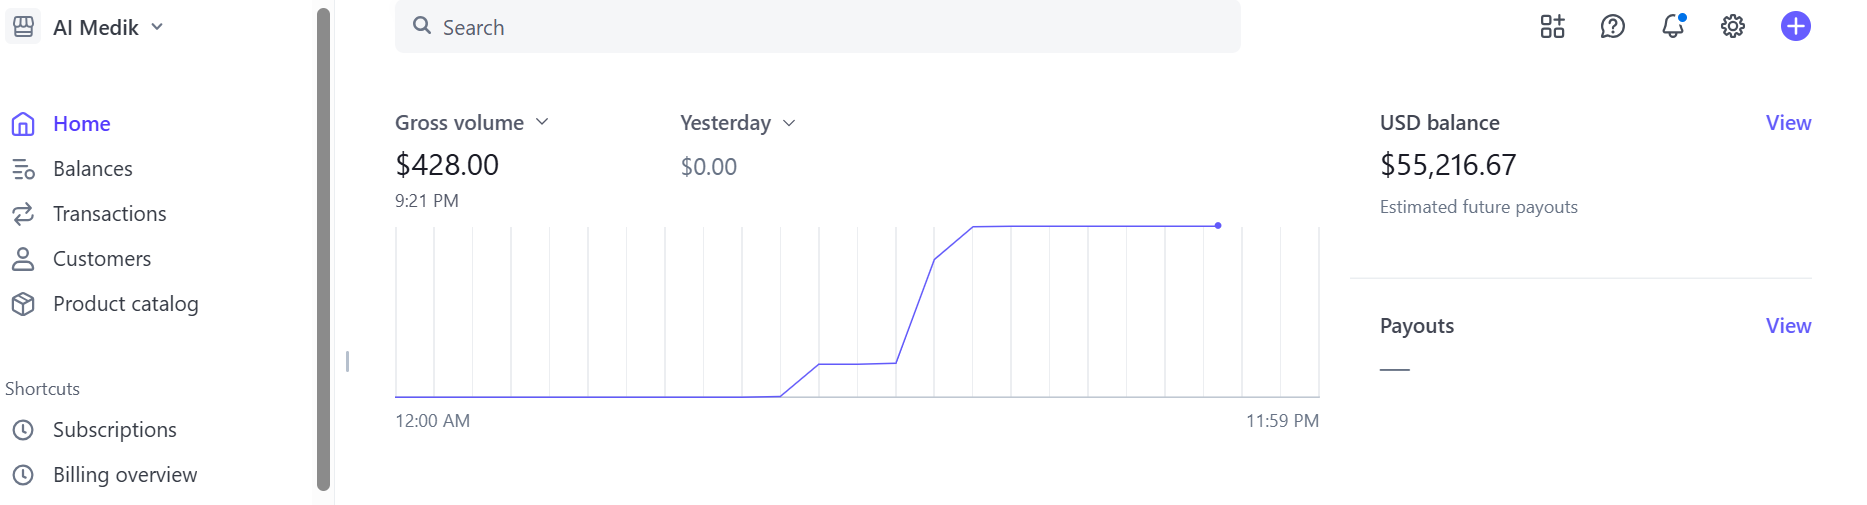 AI Medik
Search
Home
Balances
Transactions
Customers
Product catalog
Shortcuts
Subscriptions
Billing overview
Gross volume
$428.00
9:21 PM
Yesterday
$0.00
12:00 AM
11:59 PM
USD balance
View
$55,216.67
Estimated future payouts
Payouts
View
—